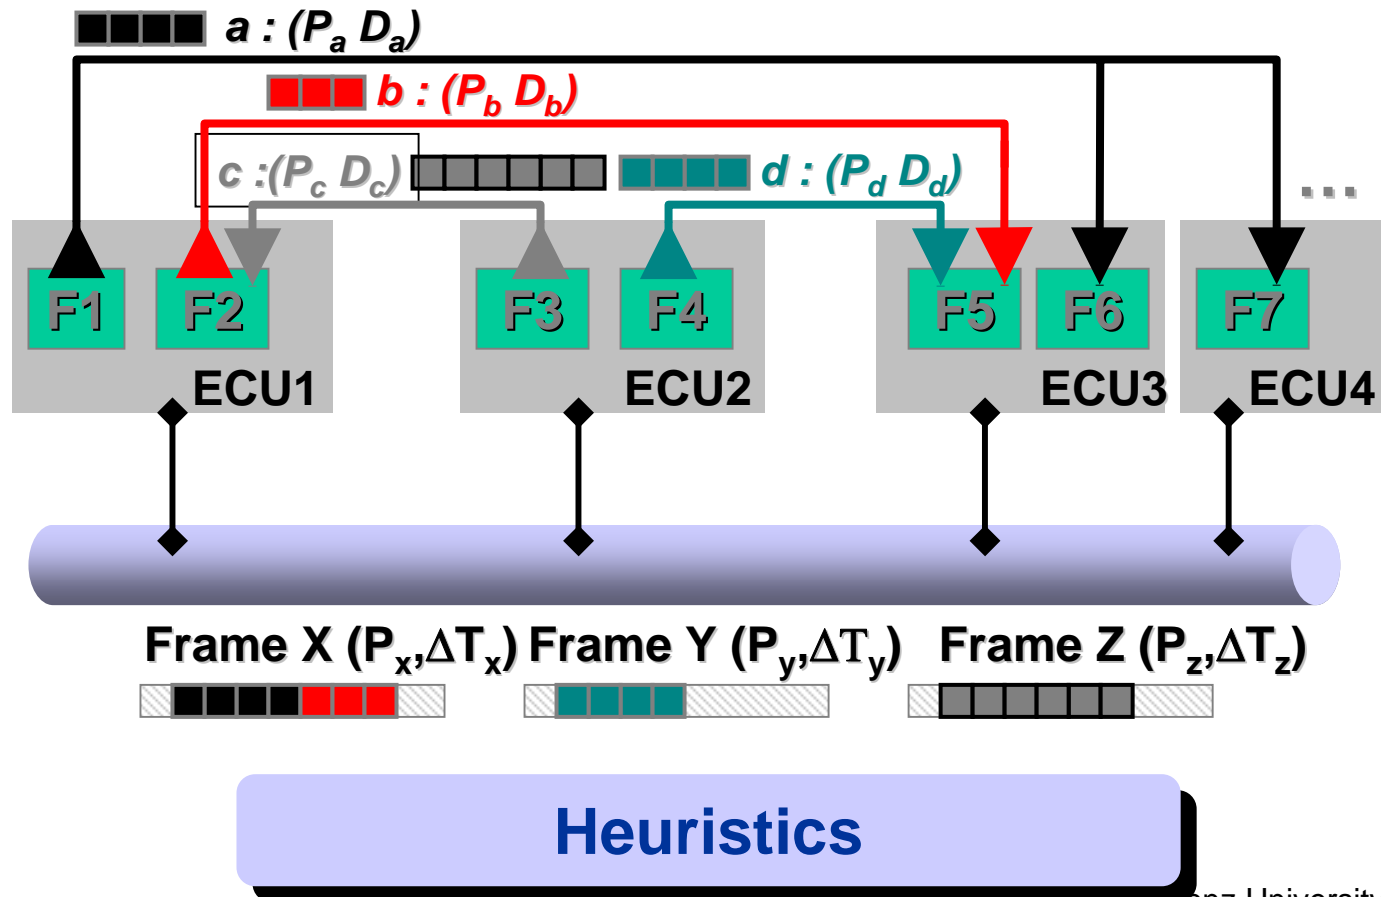 a : (Pa Da)
b : (Pb Db)
c :(Pc Dc)
d : (Pd Dd)
...
F1 F2 F3 F4 F5 F6 F7
ECU1 ECU2 ECU3 ECU4
Frame X (Px,ΔTx) Frame Y (Py,ΔTy) Frame Z (Pz,ΔTz)
Heuristics
University